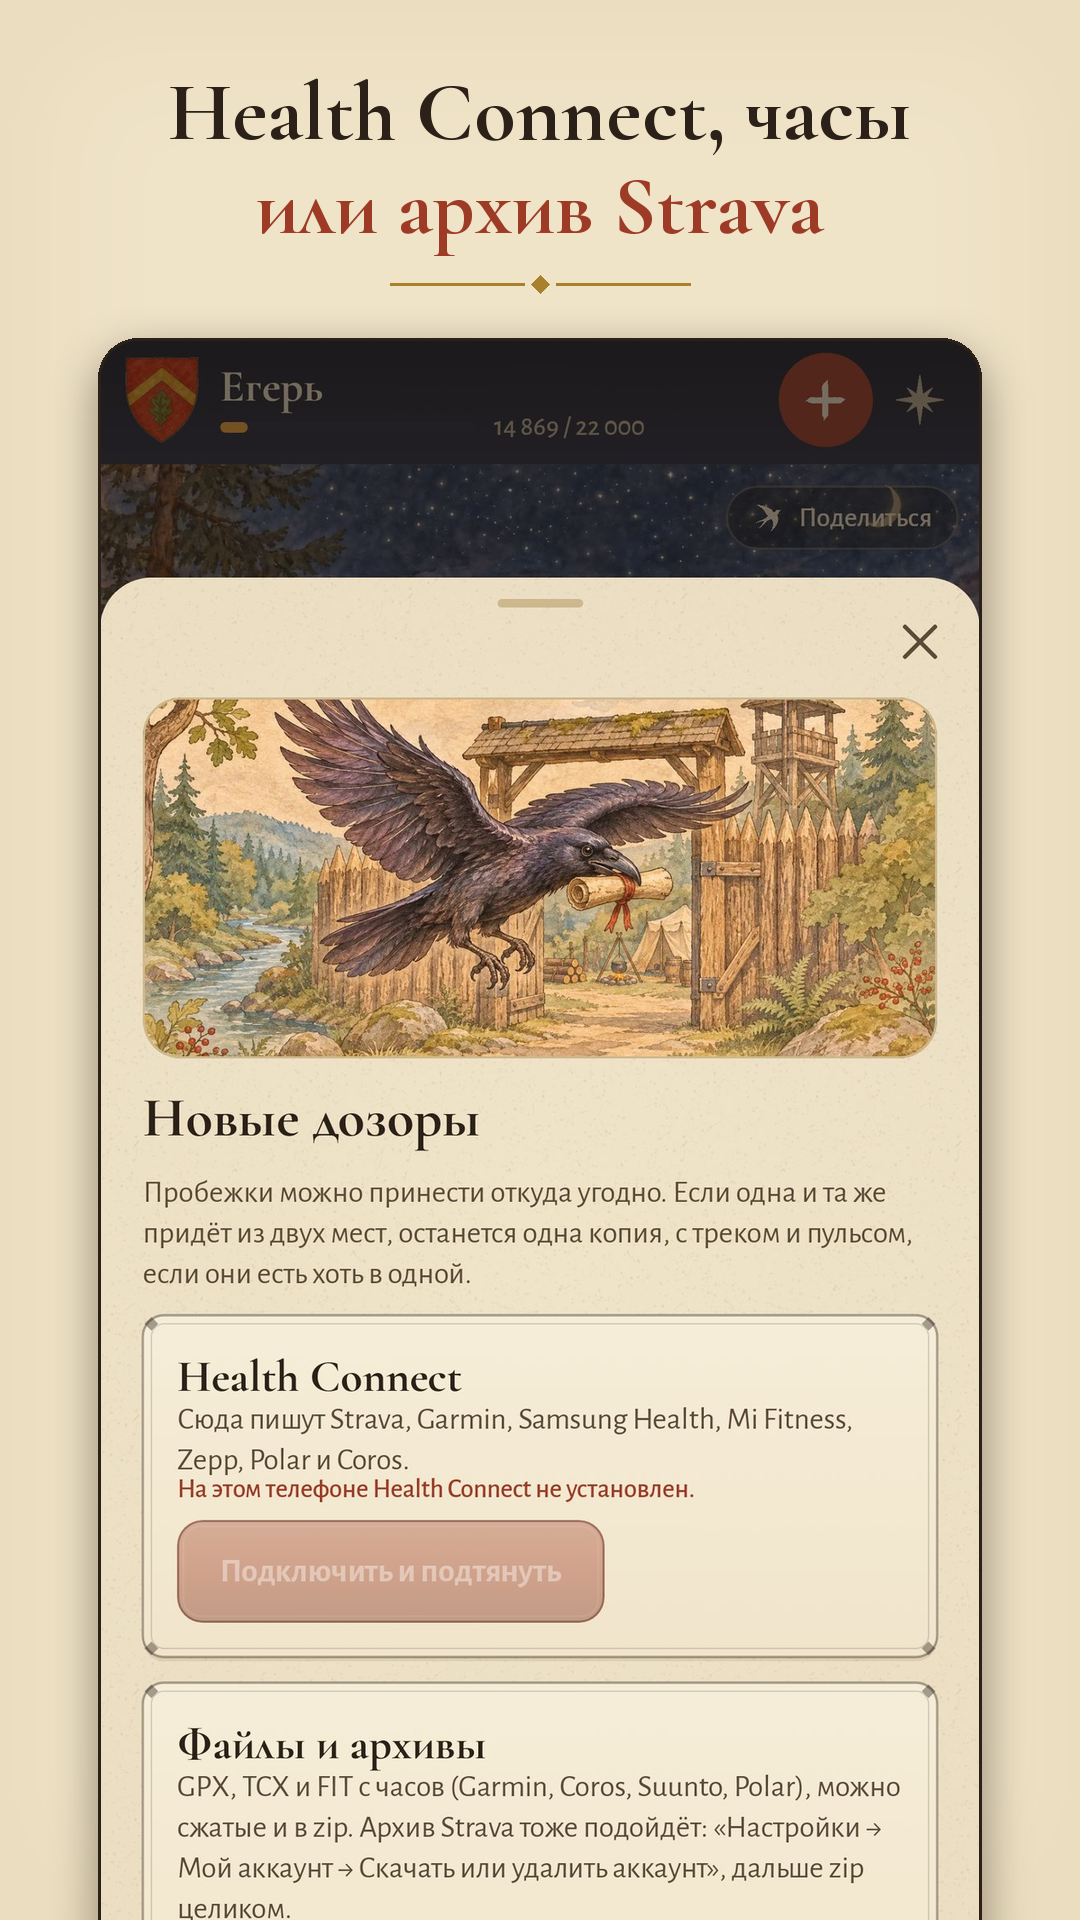 Health Connect, часы
или архив Strava
Егерь
14 869 / 22 000
Поделиться
Новые дозоры
Пробежки можно принести откуда угодно. Если одна и та же
придёт из двух мест, останется одна копия, с треком и пульсом,
если они есть хоть в одной.
Health Connect
Сюда пишут Strava, Garmin, Samsung Health, Mi Fitness,
Zepp, Polar и Coros.
На этом телефоне Health Connect не установлен.
Подключить и подтянуть
Файлы и архивы
GPX, TCX и FIT с часов (Garmin, Coros, Suunto, Polar), можно
сжатые и в zip. Архив Strava тоже подойдёт: «Настройки →
Мой аккаунт → Скачать или удалить аккаунт», дальше zip
целиком.